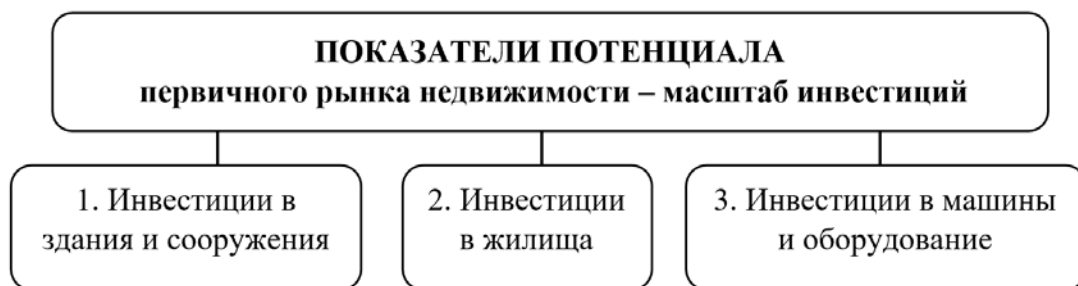 ПОКАЗАТЕЛИ ПОТЕНЦИАЛА
первичного рынка недвижимости – масштаб инвестиций
1. Инвестиции в
здания и сооружения
2. Инвестиции
в жилища
3. Инвестиции в машины
и оборудование